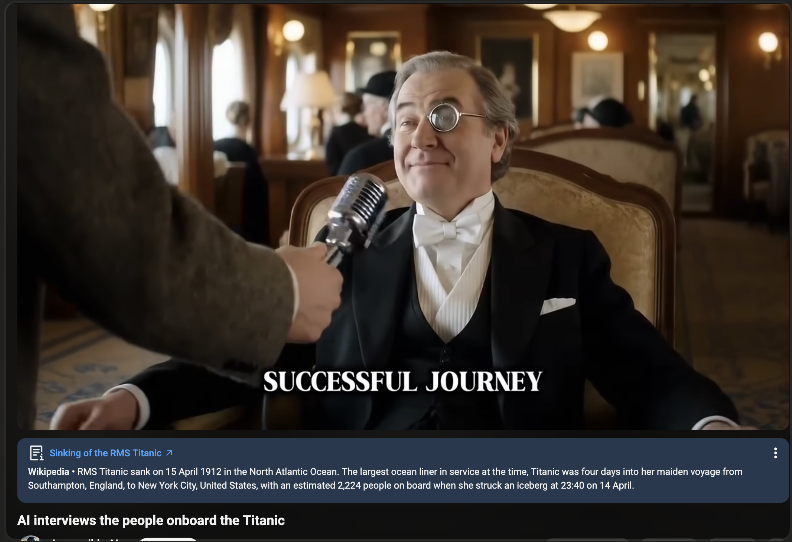 SUCCESSFUL JOURNEY
Sinking of the RMS Titanic
Wikipedia • RMS Titanic sank on 15 April 1912 in the North Atlantic Ocean. The largest ocean liner in service at the time, Titanic was four days into her maiden voyage from
Southampton, England, to New York City, United States, with an estimated 2,224 people on board when she struck an iceberg at 23:40 on 14 April.
AI interviews the people onboard the Titanic